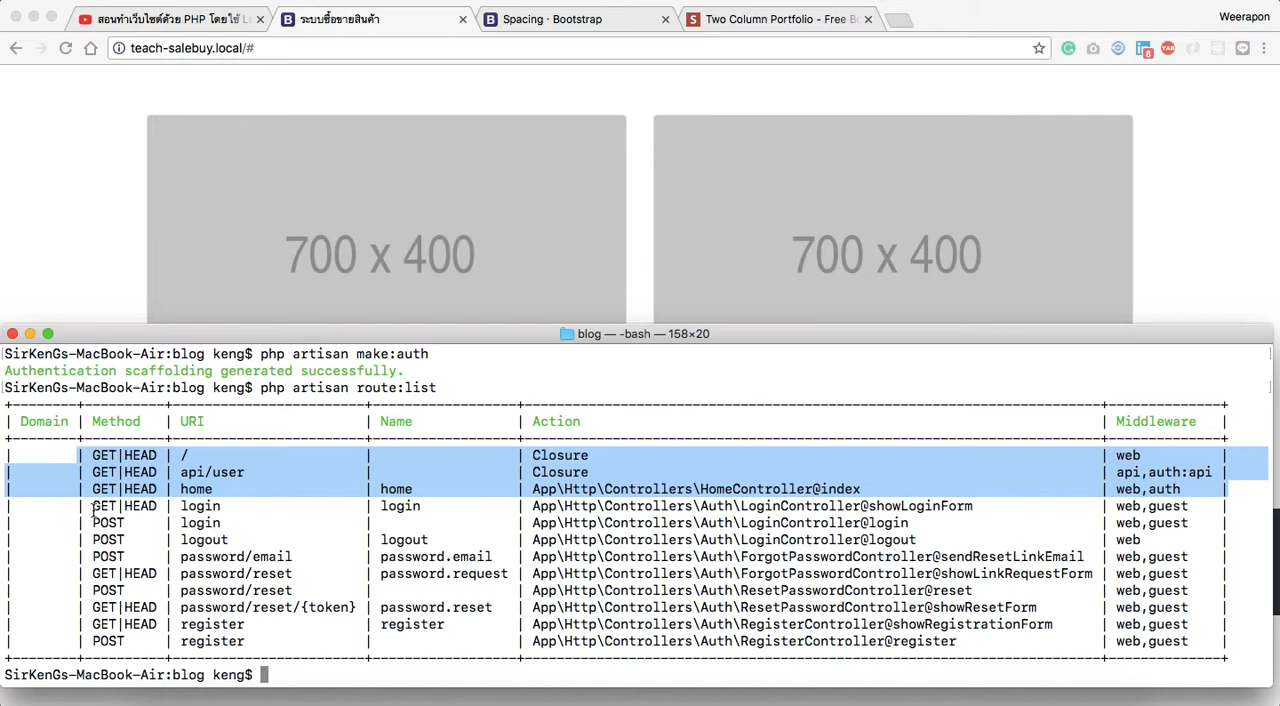 สอนทำเว็บไซต์ด้วย PHP โดยใช้ L
ระบบซื้อขายสินค้า
Spacing · Bootstrap
Two Column Portfolio - Free Bo
Weerapon
teach-salebuy.local/#
8
700 x 400
700 x 400
blog — -bash — 158×20
SirKenGs-MacBook-Air:blog keng$ php artisan make:auth
Authentication scaffolding generated successfully.
SirKenGs-MacBook-Air:blog keng$ php artisan route:list
| Domain | Method | URI | Name | Action | Middleware |
| | GET|HEAD | / | | Closure | web |
| | GET|HEAD | api/user | | Closure | api,auth:api |
| | GET|HEAD | home | home | App\Http\Controllers\HomeController@index | web,auth |
| | GET|HEAD | login | login | App\Http\Controllers\Auth\LoginController@showLoginForm | web,guest |
| | POST | login | | App\Http\Controllers\Auth\LoginController@login | web,guest |
| | POST | logout | logout | App\Http\Controllers\Auth\LoginController@logout | web |
| | POST | password/email | password.email | App\Http\Controllers\Auth\ForgotPasswordController@sendResetLinkEmail | web,guest |
| | GET|HEAD | password/reset | password.request | App\Http\Controllers\Auth\ForgotPasswordController@showLinkRequestForm | web,guest |
| | POST | password/reset | | App\Http\Controllers\Auth\ResetPasswordController@reset | web,guest |
| | GET|HEAD | password/reset/{token} | password.reset | App\Http\Controllers\Auth\ResetPasswordController@showResetForm | web,guest |
| | GET|HEAD | register | register | App\Http\Controllers\Auth\RegisterController@showRegistrationForm | web,guest |
| | POST | register | | App\Http\Controllers\Auth\RegisterController@register | web,guest |
SirKenGs-MacBook-Air:blog keng$